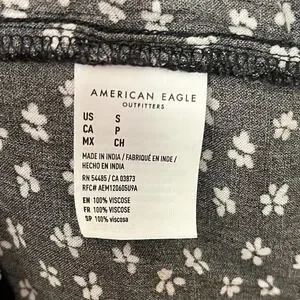 AMERICAN EAGLE
OUTFITTERS
US S
CA P
MX CH
MADE IN INDIA / FABRIQUÉ EN INDE /
HECHO EN INDIA
RN 54485 / CA 03873
RFC# AEM120605U9A
EN 100% VISCOSE
FR 100% VISCOSE
SP 100% viscosa